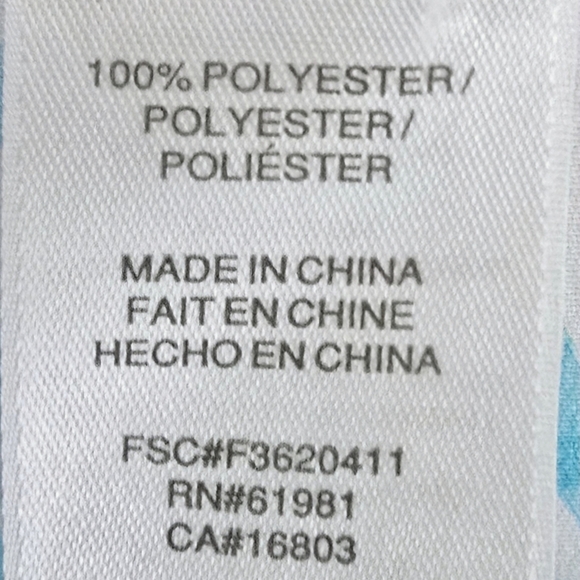 100% POLYESTER/
POLYESTER/
POLIÉSTER
MADE IN CHINA
FAIT EN CHINE
HECHO EN CHINA
FSC#F3620411
RN#61981
CA#16803